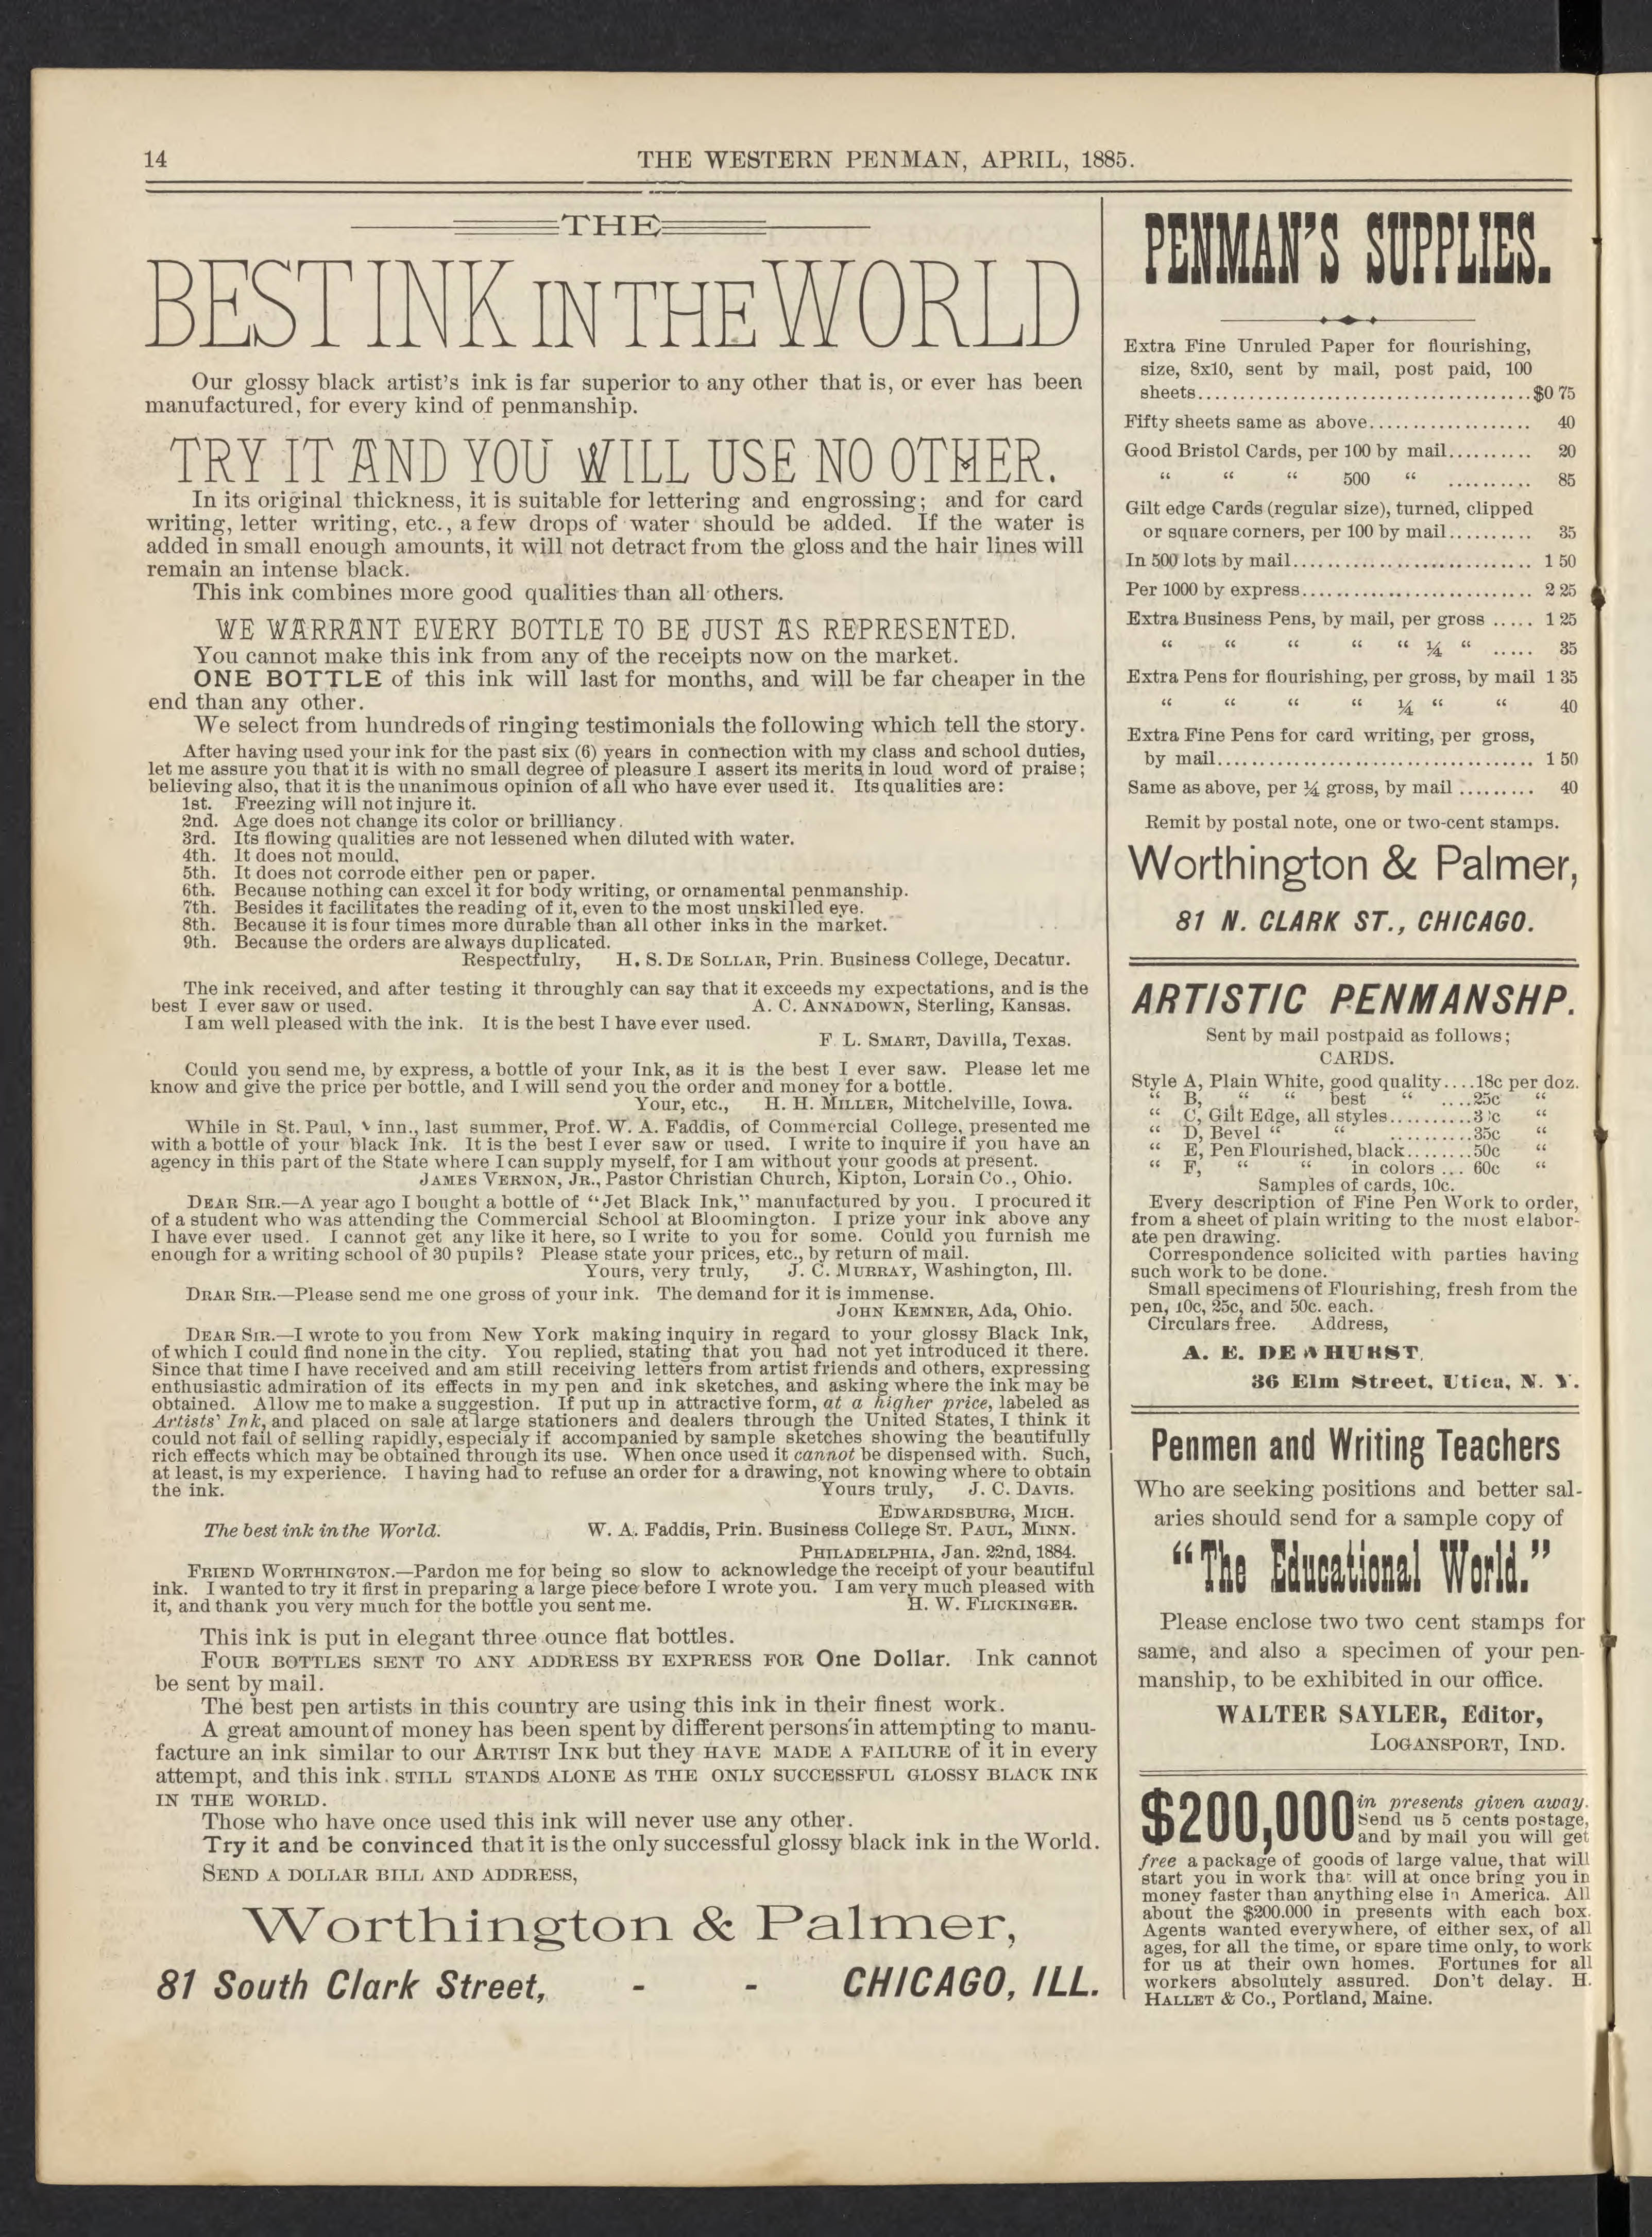 14
THE WESTERN PENMAN, APRIL, 1885.
THE
BEST INK IN THE WORLD
Our glossy black artist's ink is far superior to any other that is, or ever has been
manufactured, for every kind of penmanship.
TRY IT AND YOU WILL USE NO OTHER.
In its original thickness, it is suitable for lettering and engrossing; and for card
writing, letter writing, etc., a few drops of water should be added. If the water is
added in small enough amounts, it will not detract from the gloss and the hair lines will
remain an intense black.
This ink combines more good qualities than all others.
WE WARRANT EVERY BOTTLE TO BE JUST AS REPRESENTED.
You cannot make this ink from any of the receipts now on the market.
ONE BOTTLE of this ink will last for months, and will be far cheaper in the
end than any other.
We select from hundreds of ringing testimonials the following which tell the story.
After having used your ink for the past six (6) years in connection with my class and school duties,
let me assure you that it is with no small degree of pleasure I assert its merits in loud word of praise;
believing also, that it is the unanimous opinion of all who have ever used it. Its qualities are:
1st. Freezing will not injure it.
2nd. Age does not change its color or brilliancy.
3rd. Its flowing qualities are not lessened when diluted with water.
4th. It does not mould.
5th. It does not corrode either pen or paper.
6th. Because nothing can excel it for body writing, or ornamental penmanship.
7th. Besides it facilitates the reading of it, even to the most unskilled eye.
8th. Because it is four times more durable than all other inks in the market.
9th. Because the orders are always duplicated.
Respectfully, H. S. DE SOLLAR, Prin. Business College, Decatur.
The ink received, and after testing it throughly can say that it exceeds my expectations, and is the
best I ever saw or used. A. C. ANNADOWN, Sterling, Kansas.
I am well pleased with the ink. It is the best I have ever used.
F. L. SMART, Davilla, Texas.
Could you send me, by express, a bottle of your Ink, as it is the best I ever saw. Please let me
know and give the price per bottle, and I will send you the order and money for a bottle.
Your, etc., H. H. MILLER, Mitchelville, Iowa.
While in St. Paul, inn., last summer, Prof. W. A. Faddis, of Commercial College, presented me
with a bottle of your black Ink. It is the best I ever saw or used. I write to inquire if you have an
agency in this part of the State where I can supply myself, for I am without your goods at present.
JAMES VERNON, JR., Pastor Christian Church, Kipton, Lorain Co., Ohio.
DEAR SIR.—A year ago I bought a bottle of "Jet Black Ink," manufactured by you. I procured it
of a student who was attending the Commercial School at Bloomington. I prize your ink above any
I have ever used. I cannot get any like it here, so I write to you for some. Could you furnish me
enough for a writing school of 30 pupils? Please state your prices, etc., by return of mail.
Yours, very truly, J. C. MURRAY, Washington, Ill.
DRAR SIR.—Please send me one gross of your ink. The demand for it is immense.
JOHN KEMNER, Ada, Ohio.
DEAR SIR.—I wrote to you from New York making inquiry in regard to your glossy Black Ink,
of which I could find none in the city. You replied, stating that you had not yet introduced it there.
Since that time I have received and am still receiving letters from artist friends and others, expressing
enthusiastic admiration of its effects in my pen and ink sketches, and asking where the ink may be
obtained. Allow me to make a suggestion. If put up in attractive form, at a higher price, labeled as
Artists' Ink, and placed on sale at large stationers and dealers through the United States, I think it
could not fail of selling rapidly, especialy if accompanied by sample sketches showing the beautifully
rich effects which may be obtained through its use. When once used it cannot be dispensed with. Such,
at least, is my experience. I having had to refuse an order for a drawing, not knowing where to obtain
the ink. Yours truly, J. C. DAVIS.
EDWARDSBURG, MICH.
The best ink in the World. W. A. Faddis, Prin. Business College ST. PAUL, MINN.
PHILADELPHIA, Jan. 22nd, 1884.
FRIEND WORTHINGTON.—Pardon me for being so slow to acknowledge the receipt of your beautiful
ink. I wanted to try it first in preparing a large piece before I wrote you. I am very much pleased with
it, and thank you very much for the bottle you sent me. H. W. FLICKINGER.
This ink is put in elegant three ounce flat bottles.
FOUR BOTTLES SENT TO ANY ADDRESS BY EXPRESS FOR One Dollar. Ink cannot
be sent by mail.
The best pen artists in this country are using this ink in their finest work.
A great amount of money has been spent by different persons in attempting to manu-
facture an ink similar to our ARTIST INK but they HAVE MADE A FAILURE of it in every
attempt, and this ink STILL STANDS ALONE AS THE ONLY SUCCESSFUL GLOSSY BLACK INK
IN THE WORLD.
Those who have once used this ink will never use any other.
Try it and be convinced that it is the only successful glossy black ink in the World.
SEND A DOLLAR BILL AND ADDRESS,
Worthington & Palmer,
81 South Clark Street, - - CHICAGO, ILL.
PENMAN'S SUPPLIES.
Extra Fine Unruled Paper for flourishing,
size, 8x10, sent by mail, post paid, 100
sheets........................................$0 75
Fifty sheets same as above................... 40
Good Bristol Cards, per 100 by mail.......... 20
" " " 500 " .......... 85
Gilt edge Cards (regular size), turned, clipped
or square corners, per 100 by mail.......... 35
In 500 lots by mail............................. 1 50
Per 1000 by express............................ 2 25
Extra Business Pens, by mail, per gross ..... 1 25
" " " " " ¼ " ..... 35
Extra Pens for flourishing, per gross, by mail 1 35
" " " " ¼ " " 40
Extra Fine Pens for card writing, per gross,
by mail...................................... 1 50
Same as above, per ¼ gross, by mail ......... 40
Remit by postal note, one or two-cent stamps.
Worthington & Palmer,
81 N. CLARK ST., CHICAGO.
ARTISTIC PENMANSHP.
Sent by mail postpaid as follows;
CARDS.
Style A, Plain White, good quality....18c per doz.
" B, " " best " ....25c "
" C, Gilt Edge, all styles.......... "
" D, Bevel " " ..........35c "
" E, Pen Flourished, black........50c "
" F, " " in colors ... 60c "
Samples of cards, 10c.
Every description of Fine Pen Work to order,
from a sheet of plain writing to the most elabor-
ate pen drawing.
Correspondence solicited with parties having
such work to be done.
Small specimens of Flourishing, fresh from the
pen, 10c, 25c, and 50c. each.
Circulars free. Address,
A. E. DEWHURST,
36 Elm Street, Utica, N. Y.
Penmen and Writing Teachers
Who are seeking positions and better sal-
aries should send for a sample copy of
"The Educational World."
Please enclose two two cent stamps for
same, and also a specimen of your pen-
manship, to be exhibited in our office.
WALTER SAYLER, Editor,
LOGANSPORT, IND.
$200,000 in presents given away.
Send us 5 cents postage,
and by mail you will get
free a package of goods of large value, that will
start you in work that will at once bring you in
money faster than anything else in America. All
about the $200.000 in presents with each box.
Agents wanted everywhere, of either sex, of all
ages, for all the time, or spare time only, to work
for us at their own homes. Fortunes for all
workers absolutely assured. Don't delay. H.
HALLET & Co., Portland, Maine.